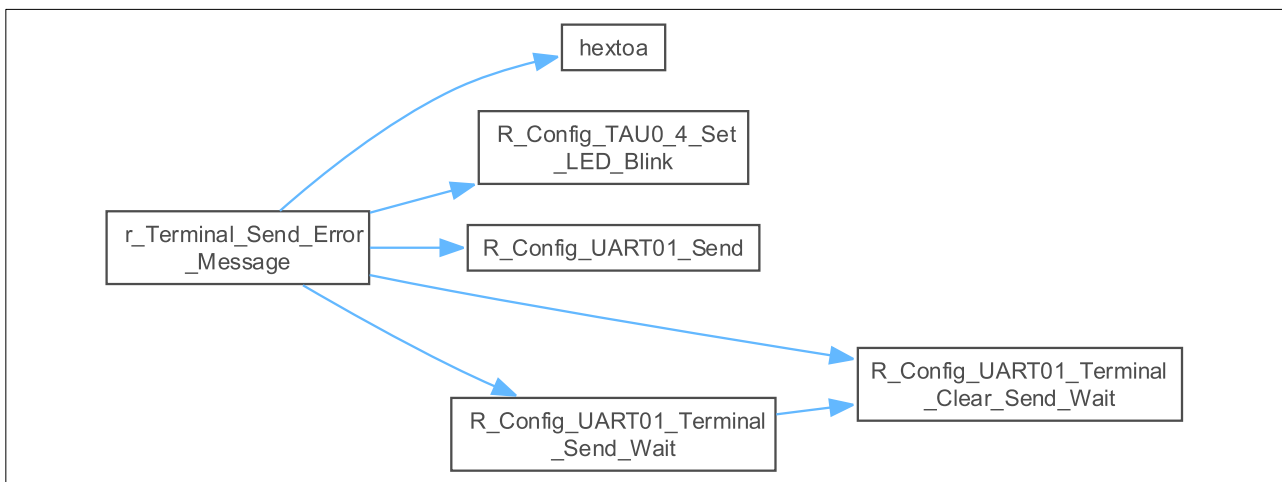 hextoa
R_Config_TAU0_4_Set
_LED_Blink
r_Terminal_Send_Error
_Message
R_Config_UART01_Send
R_Config_UART01_Terminal
_Clear_Send_Wait
R_Config_UART01_Terminal
_Send_Wait